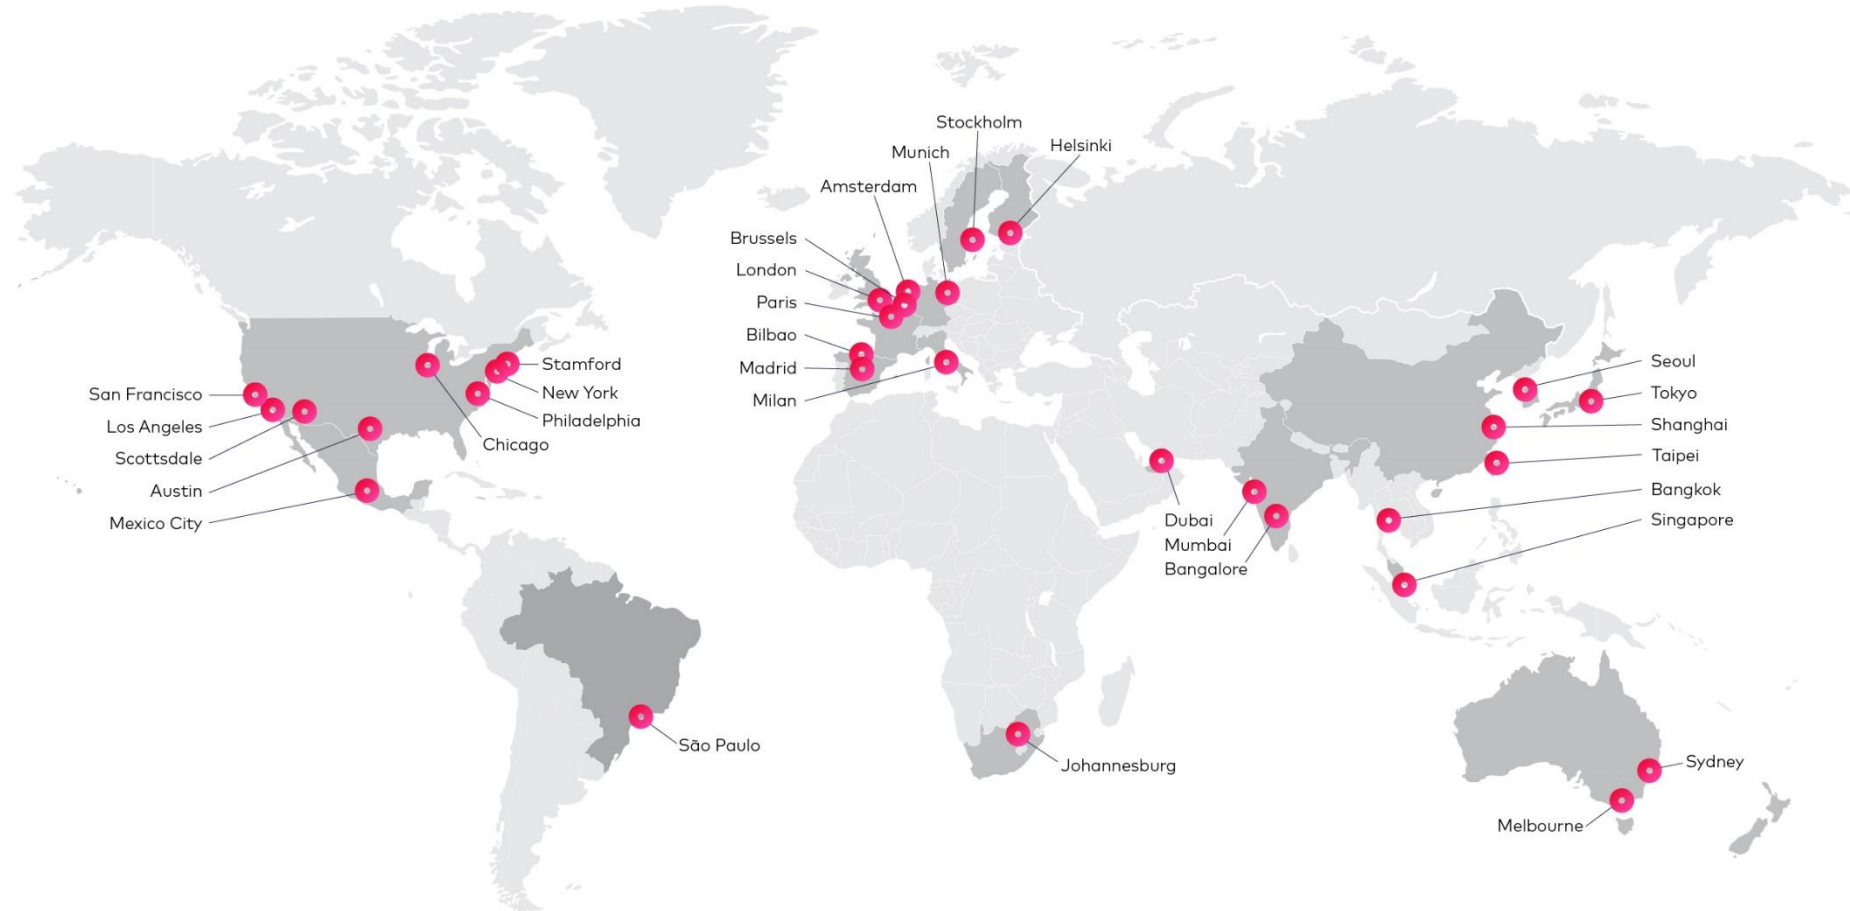 Stockholm
Munich
Helsinki
Amsterdam
Brussels
London
Paris
Bilbao
Madrid
Milan
San Francisco
Los Angeles
Scottsdale
Austin
Mexico City
Stamford
New York
Philadelphia
Chicago
São Paulo
Johannesburg
Dubai
Mumbai
Bangalore
Seoul
Tokyo
Shanghai
Taipei
Bangkok
Singapore
Sydney
Melbourne